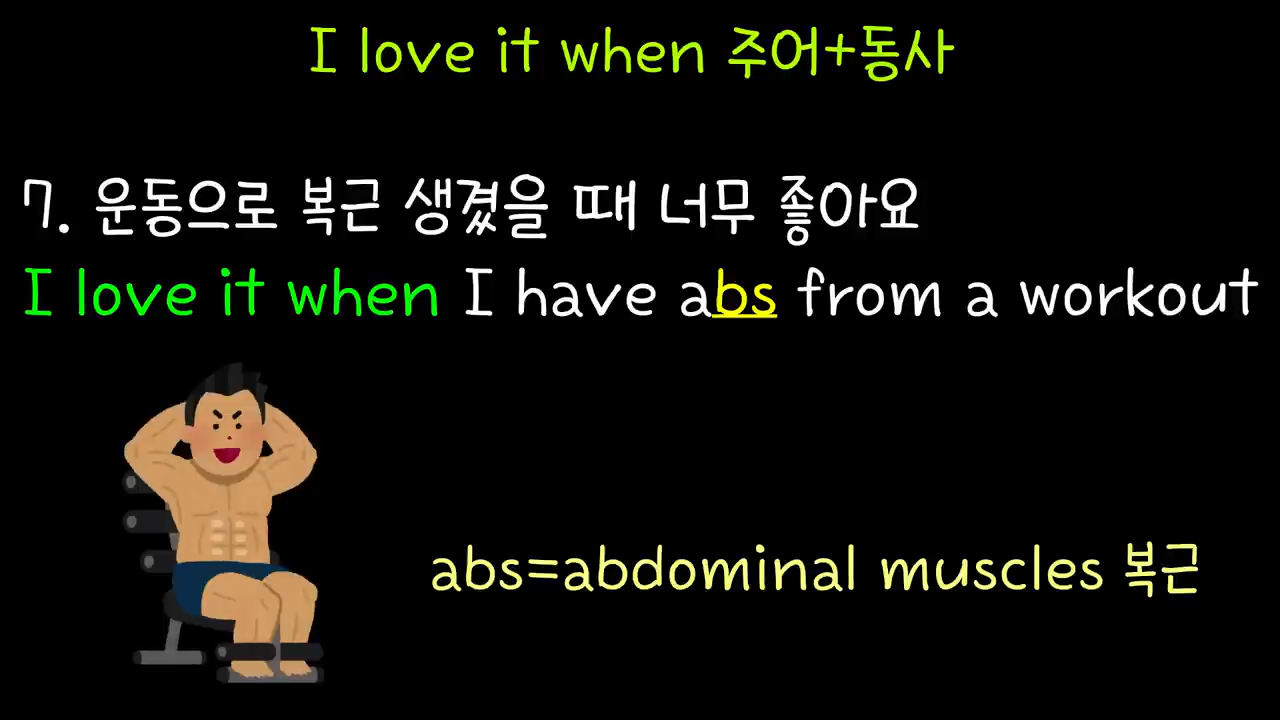 I love it when 주어+동사
7. 운동으로 복근 생겼을 때 너무 좋아요
I love it when I have abs from a workout
abs=abdominal muscles 복근